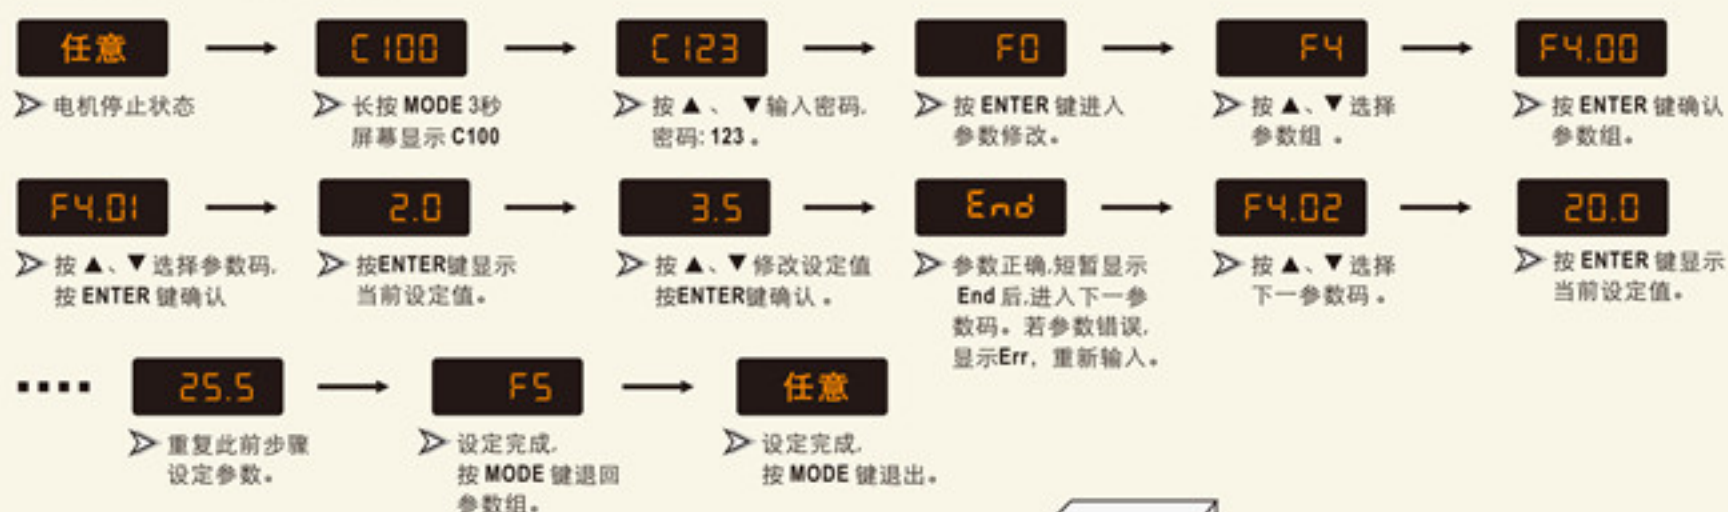 任意 C100 C123 F0 F4 F4.00
电机停止状态 长按 MODE 3秒 按 ▲、 ▼输入密码. 按 ENTER 键进入 按 ▲、▼ 选择 按 ENTER 键确认
屏幕显示 C100 密码: 123 。 参数修改。 参数组 。 参数组。
F4.01 2.0 3.5 End F4.02 20.0
按 ▲、▼ 选择参数码. 按ENTER键显示 按 ▲、▼ 修改设定值 参数正确.短暂显示 按 ▲、▼ 选择 按 ENTER 键显示
按 ENTER 键确认 当前设定值。 按ENTER键确认 。 End 后.进入下一参 下一参数码 。 当前设定值。
数码。若参数错误.
显示Err，重新输入。
25.5 F5 任意
重复此前步骤 设定完成. 设定完成.
设定参数。 按 MODE 键退回 按 MODE 键退出。
参数组。